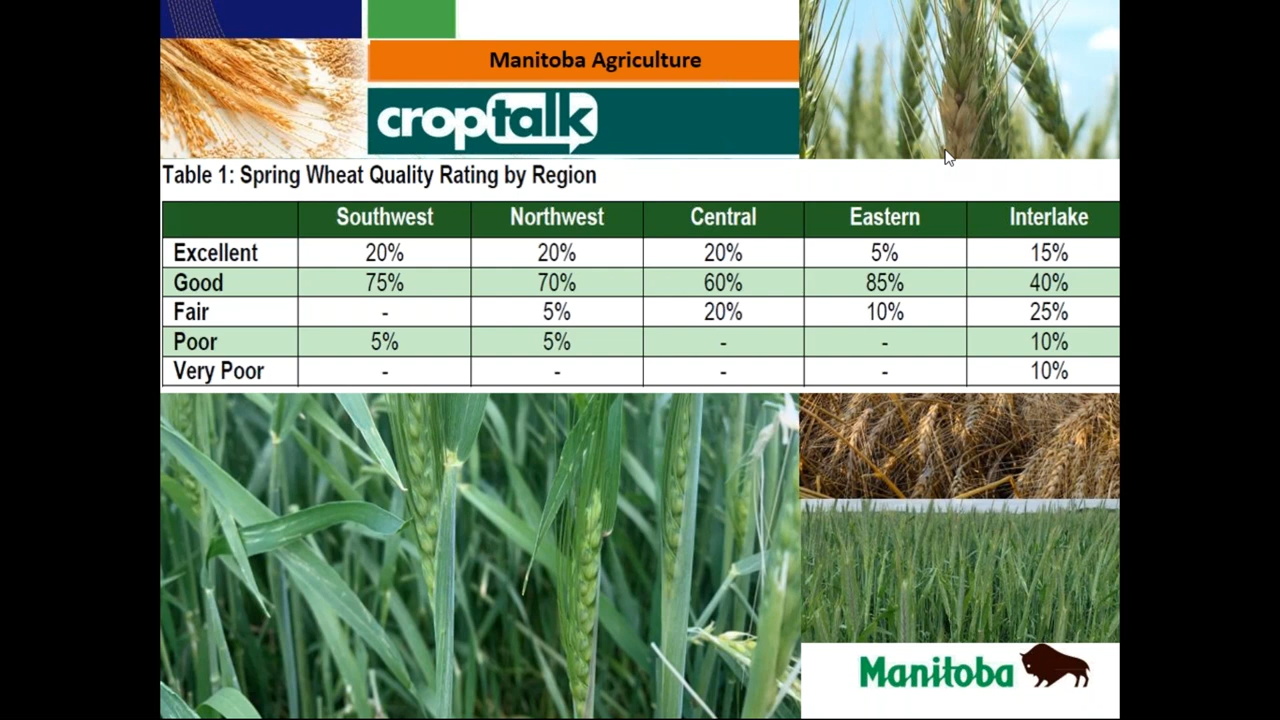 Manitoba Agriculture
croptalk
Table 1: Spring Wheat Quality Rating by Region
Southwest Northwest Central Eastern Interlake
Excellent 20% 20% 20% 5% 15%
Good 75% 70% 60% 85% 40%
Fair - 5% 20% 10% 25%
Poor 5% 5% - - 10%
Very Poor - - - - 10%
Manitoba